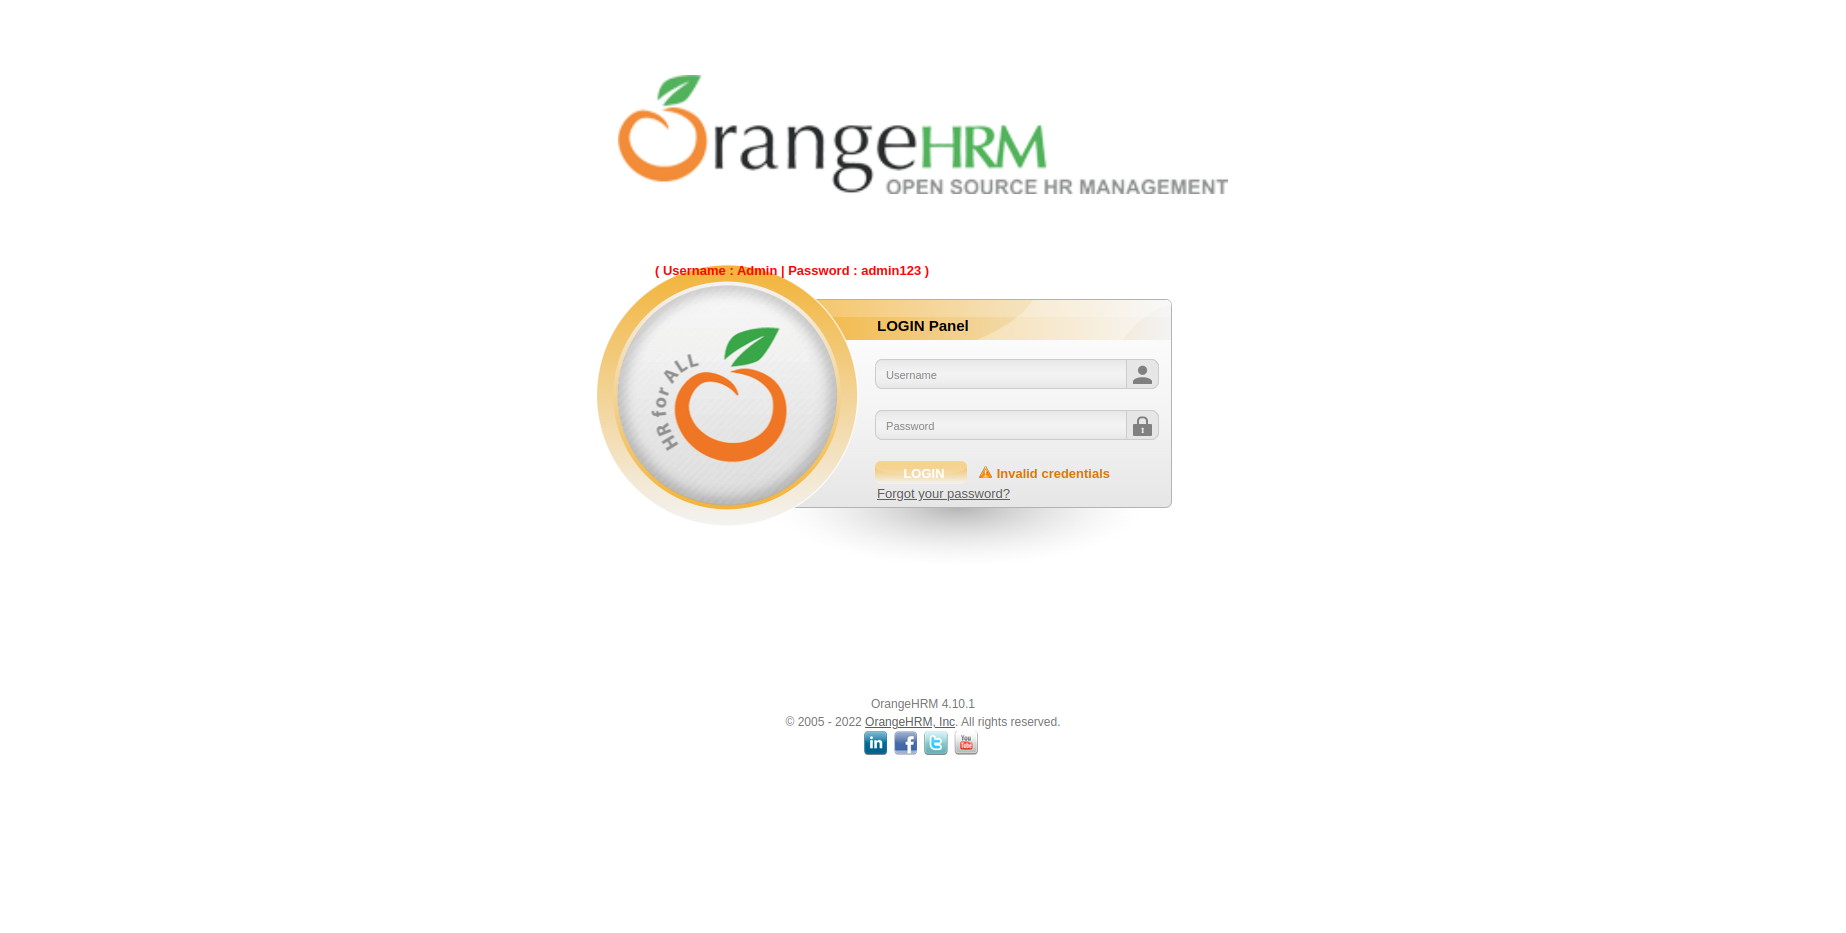 OrangeHRM
OPEN SOURCE HR MANAGEMENT
( Username : Admin | Password : admin123 )
LOGIN Panel
HR for ALL
Username
Password
LOGIN Invalid credentials
Forgot your password?
OrangeHRM 4.10.1
© 2005 - 2022 OrangeHRM, Inc. All rights reserved.
in f t You Tube